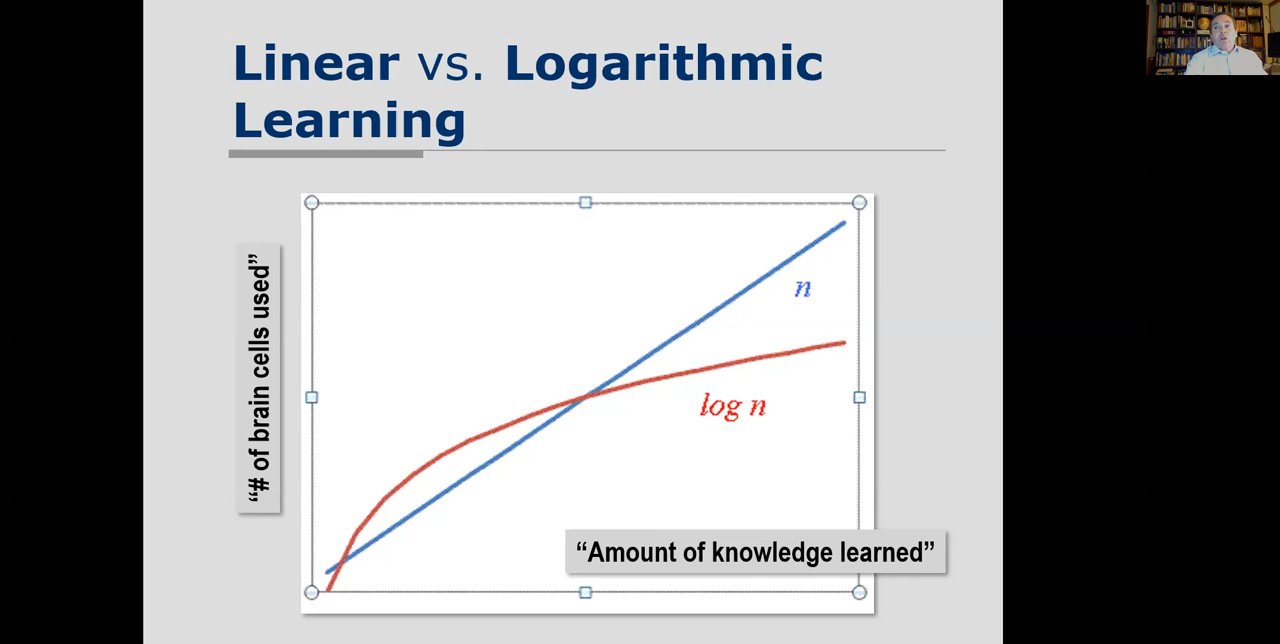 Linear vs. Logarithmic
Learning
“# of brain cells used”
n
log n
“Amount of knowledge learned”